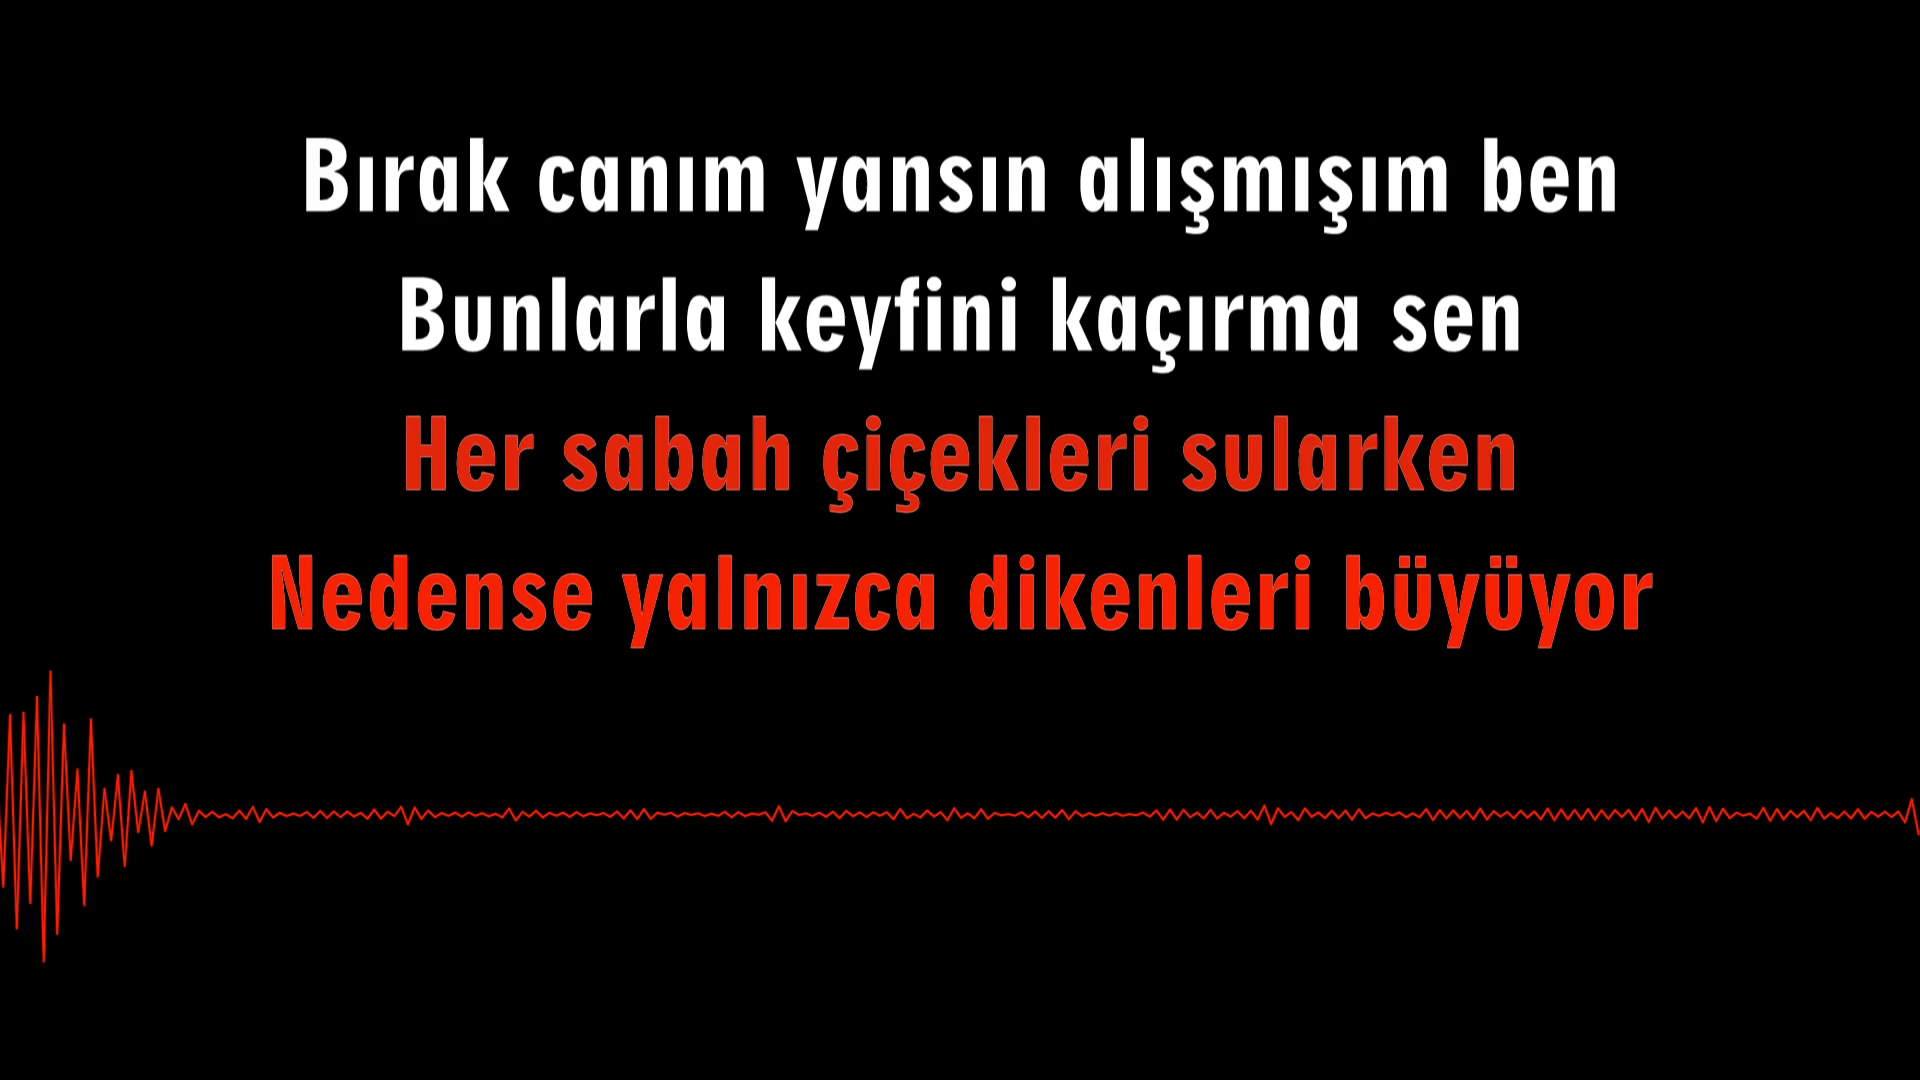 Bırak canım yansın alışmışım ben
Bunlarla keyfini kaçırma sen
Her sabah çiçekleri sularken
Nedense yalnızca dikenleri büyüyor